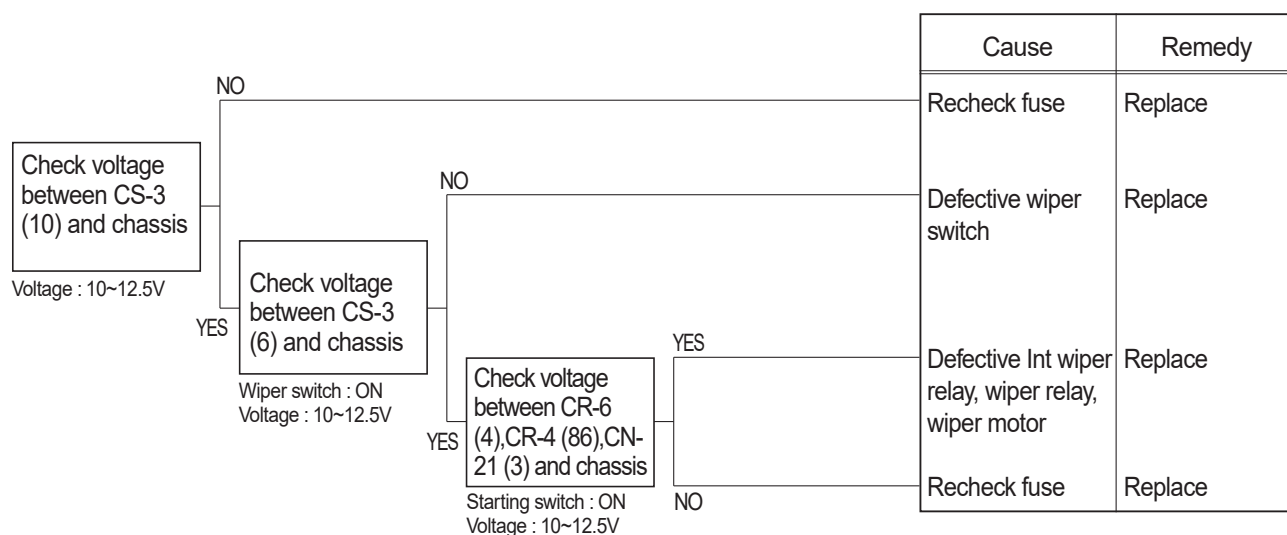 Cause Remedy
NO
Recheck fuse Replace
Check voltage
between CS-3
(10) and chassis
Voltage : 10~12.5V
NO
Defective wiper Replace
switch
YES
Check voltage
between CS-3
(6) and chassis
Wiper switch : ON
Voltage : 10~12.5V
YES
Defective Int wiper Replace
relay, wiper relay,
wiper motor
YES
Check voltage
between CR-6
(4),CR-4 (86),CN-
21 (3) and chassis
Starting switch : ON
Voltage : 10~12.5V
NO
Recheck fuse Replace